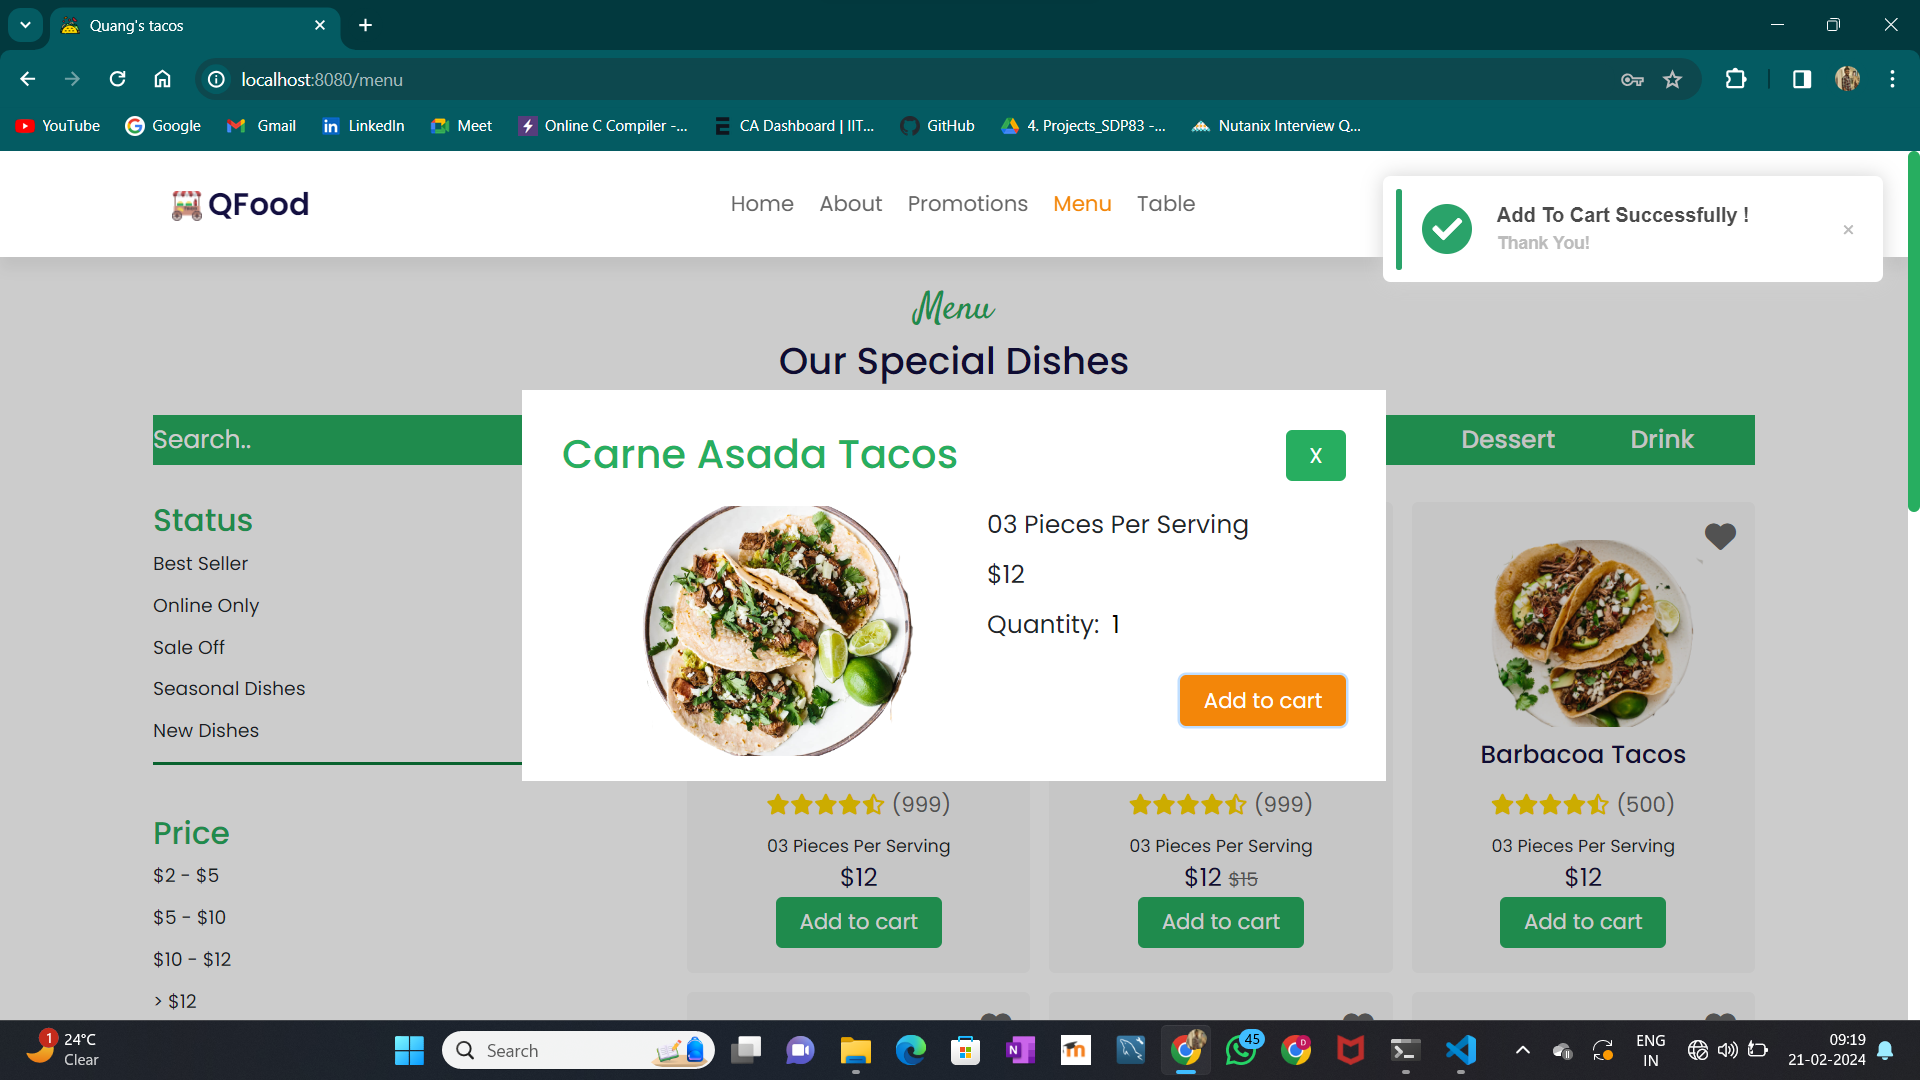 Quang's tacos
localhost:8080/menu
YouTube
Google
Gmail
LinkedIn
Meet
Online C Compiler -...
CA Dashboard | IIT...
GitHub
4. Projects_SDP83 -...
Nutanix Interview Q...
QFood
Home
About
Promotions
Menu
Table
Add To Cart Successfully !
Thank You!
×
Menu
Our Special Dishes
Search..
Dessert
Drink
Carne Asada Tacos
X
03 Pieces Per Serving
$12
Quantity: 1
Add to cart
Status
Best Seller
Online Only
Sale Off
Seasonal Dishes
New Dishes
Price
$2 - $5
$5 - $10
$10 - $12
> $12
(999)
03 Pieces Per Serving
$12
Add to cart
(999)
03 Pieces Per Serving
$12 $15
Add to cart
Barbacoa Tacos
(500)
03 Pieces Per Serving
$12
Add to cart
1
24°C
Clear
Search
45
ENG
IN
09:19
21-02-2024